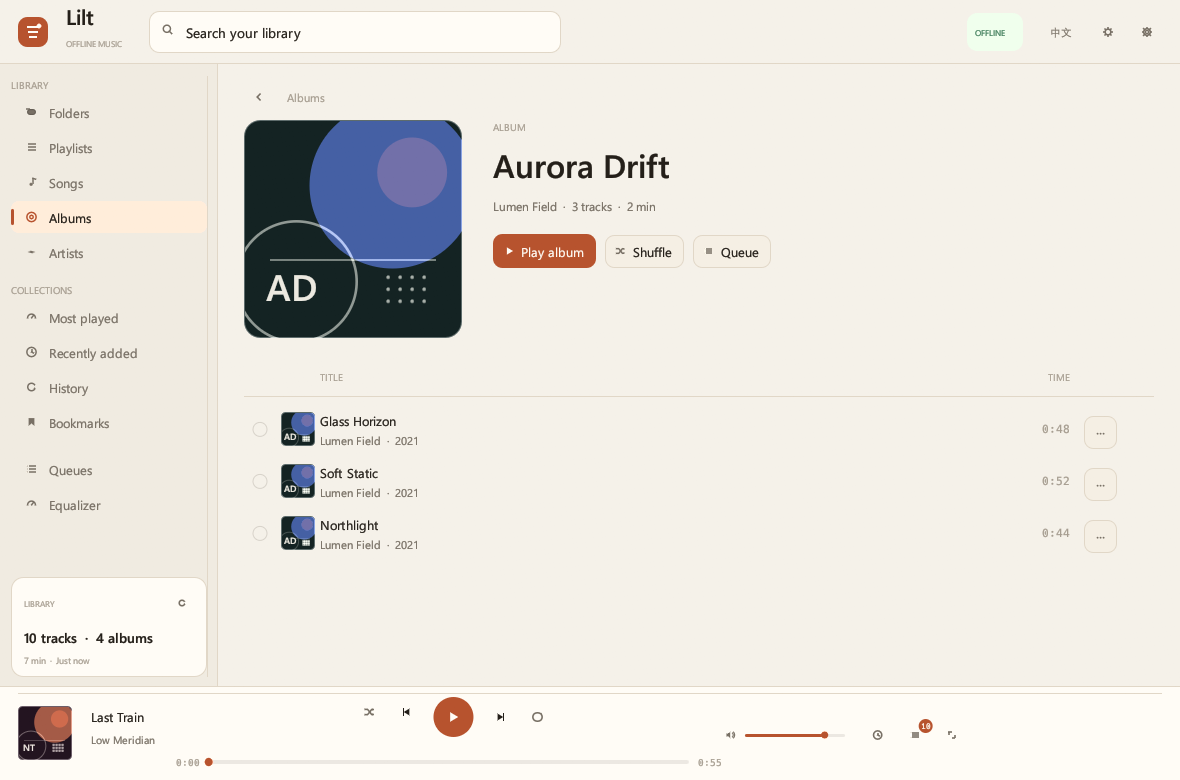 Lilt
OFFLINE MUSIC
Search your library
OFFLINE
中文
LIBRARY
Folders
Playlists
Songs
Albums
Artists
COLLECTIONS
Most played
Recently added
History
Bookmarks
Queues
Equalizer
LIBRARY
10 tracks · 4 albums
7 min · Just now
Albums
AD
ALBUM
Aurora Drift
Lumen Field · 3 tracks · 2 min
Play album
Shuffle
Queue
TITLE
TIME
AD
Glass Horizon
Lumen Field · 2021
0:48
...
AD
Soft Static
Lumen Field · 2021
0:52
...
AD
Northlight
Lumen Field · 2021
0:44
...
NT
Last Train
Low Meridian
0:00
0:55
10